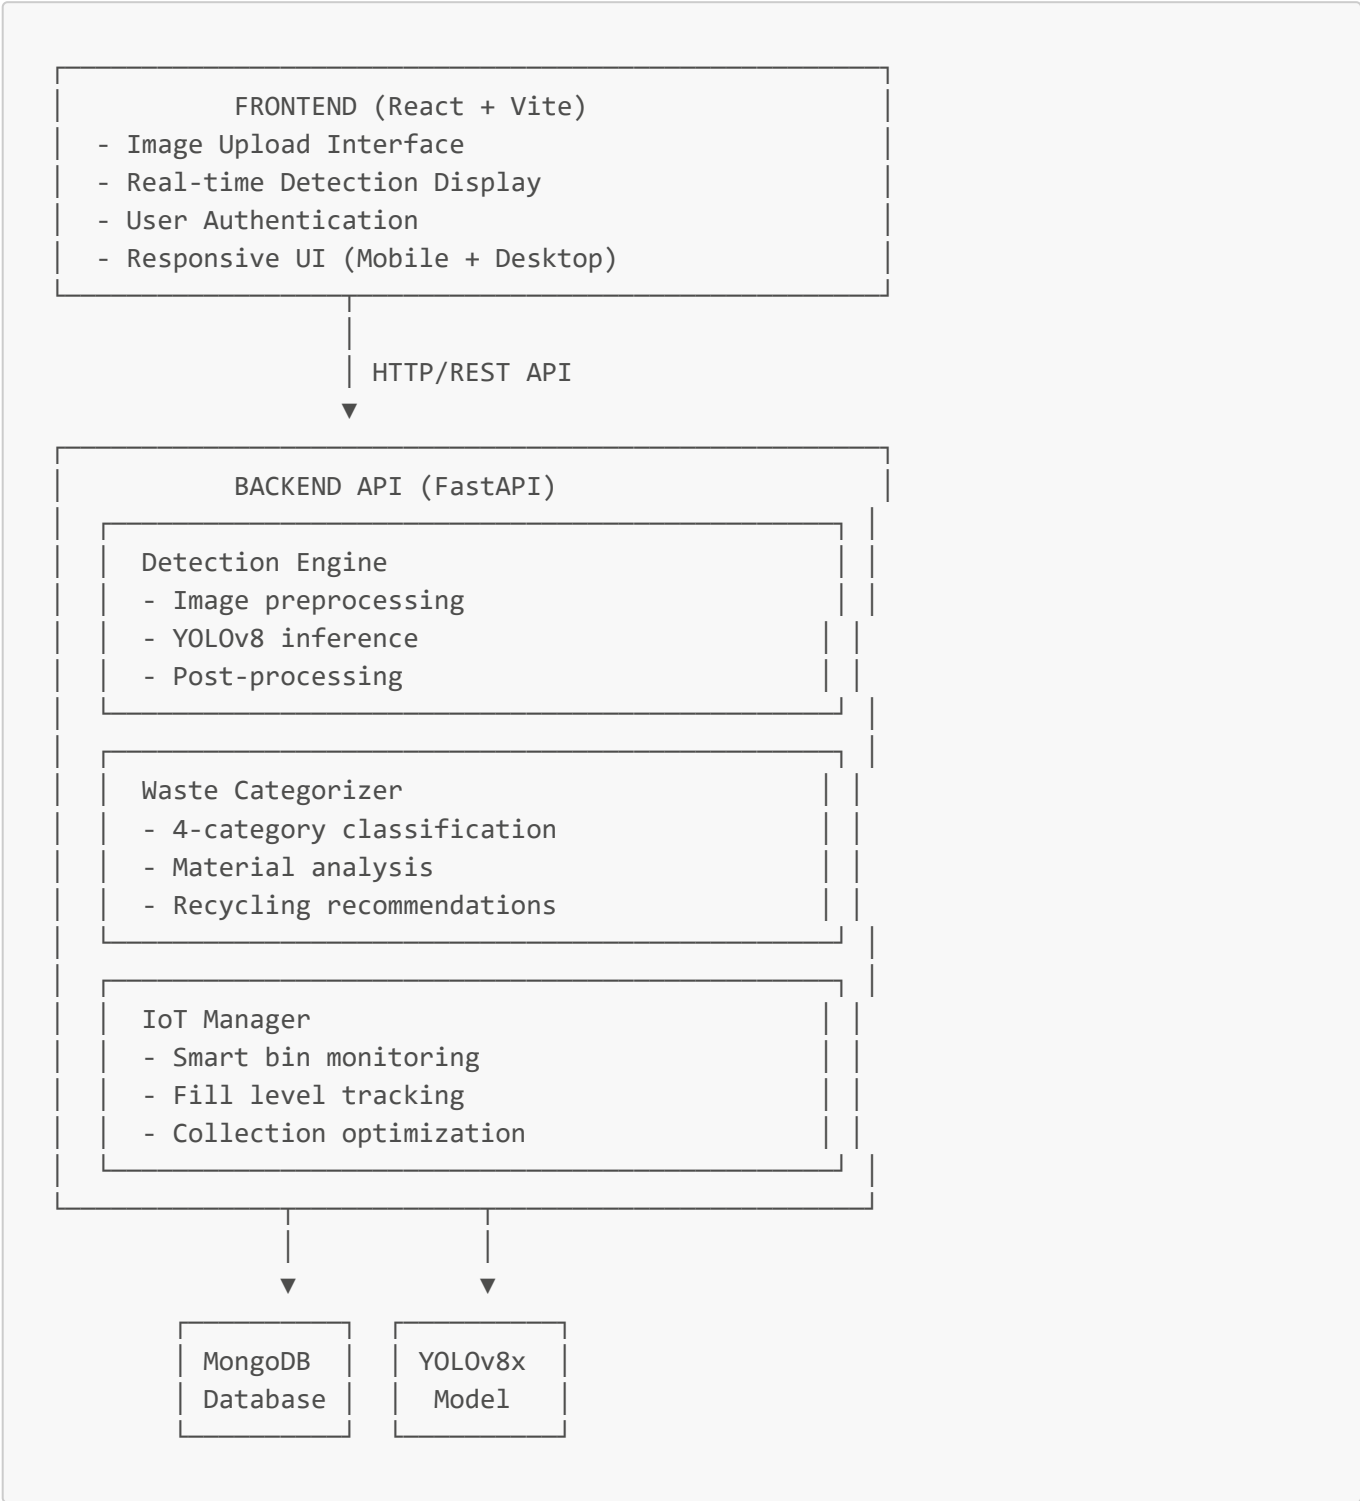 FRONTEND (React + Vite)
- Image Upload Interface
- Real-time Detection Display
- User Authentication
- Responsive UI (Mobile + Desktop)
HTTP/REST API
BACKEND API (FastAPI)
Detection Engine
- Image preprocessing
- YOLOv8 inference
- Post-processing
Waste Categorizer
- 4-category classification
- Material analysis
- Recycling recommendations
IoT Manager
- Smart bin monitoring
- Fill level tracking
- Collection optimization
MongoDB
Database
YOLOv8x
Model